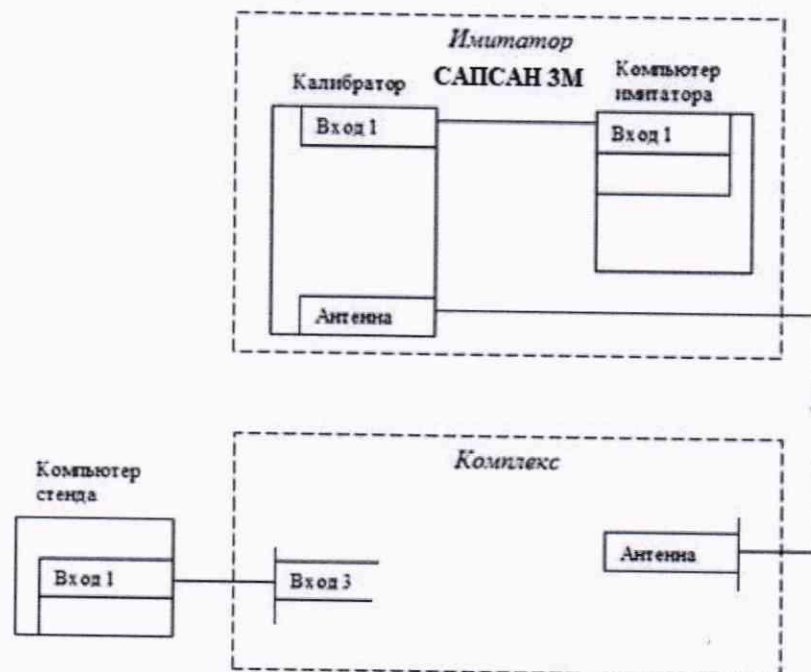 Имитатор
Калибратор
САПСАН 3М
Компьютер
имитатора
Вход 1
Вход 1
Антенна
Комплекс
Компьютер
стенда
Антенна
Вход 1
Вход 3